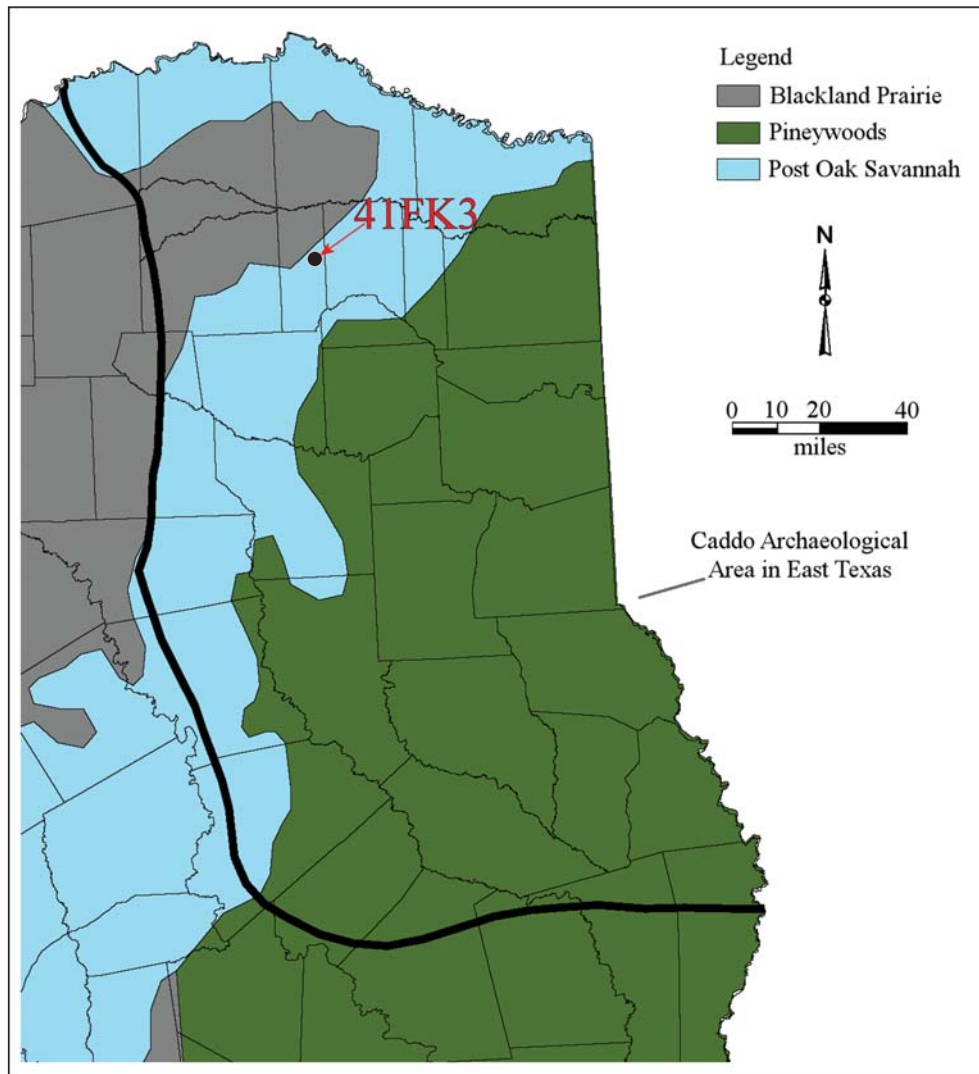 Legend
Blackland Prairie
Pineywoods
Post Oak Savannah
41FK3
N
0 10 20 40
miles
Caddo Archaeological
Area in East Texas